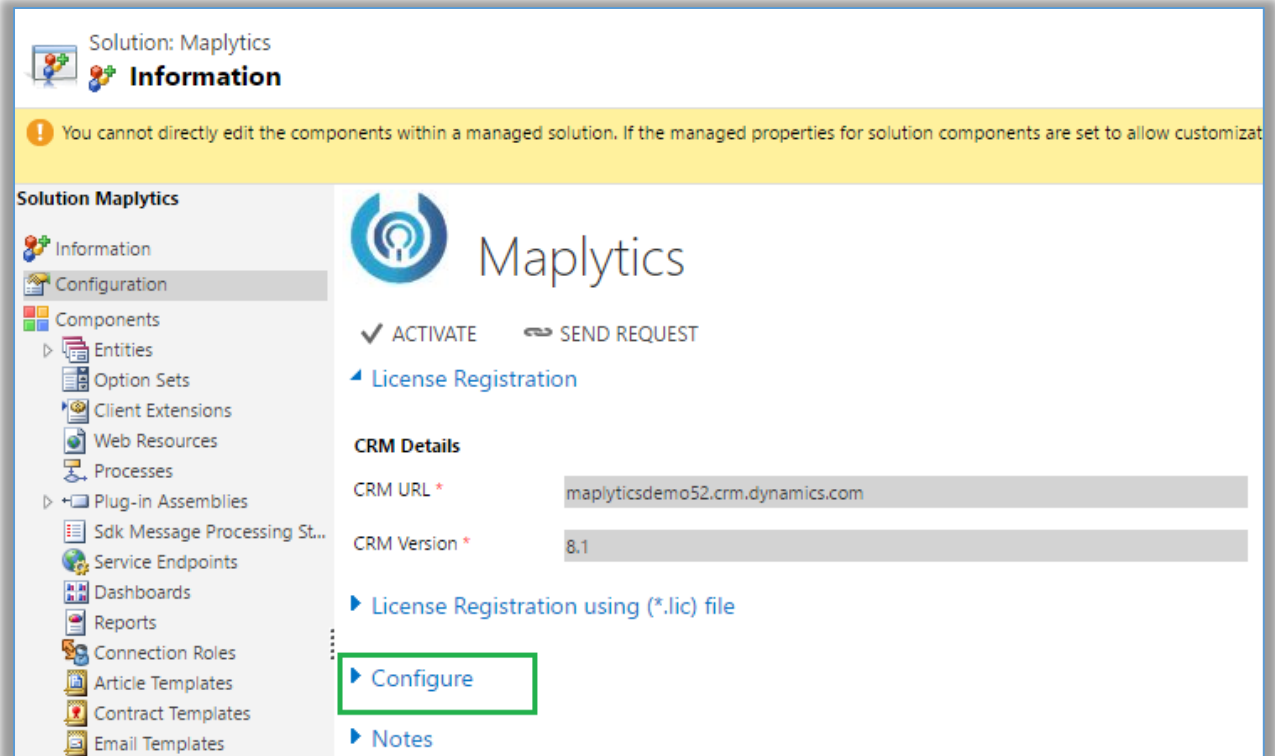 Solution: Maplytics
Information
You cannot directly edit the components within a managed solution. If the managed properties for solution components are set to allow customizat
Solution Maplytics
Information
Configuration
Components
Entities
Option Sets
Client Extensions
Web Resources
Processes
Plug-in Assemblies
Sdk Message Processing St...
Service Endpoints
Dashboards
Reports
Connection Roles
Article Templates
Contract Templates
Email Templates
Maplytics
ACTIVATE SEND REQUEST
License Registration
CRM Details
CRM URL * maplyticsdemo52.crm.dynamics.com
CRM Version * 8.1
License Registration using (*.lic) file
Configure
Notes